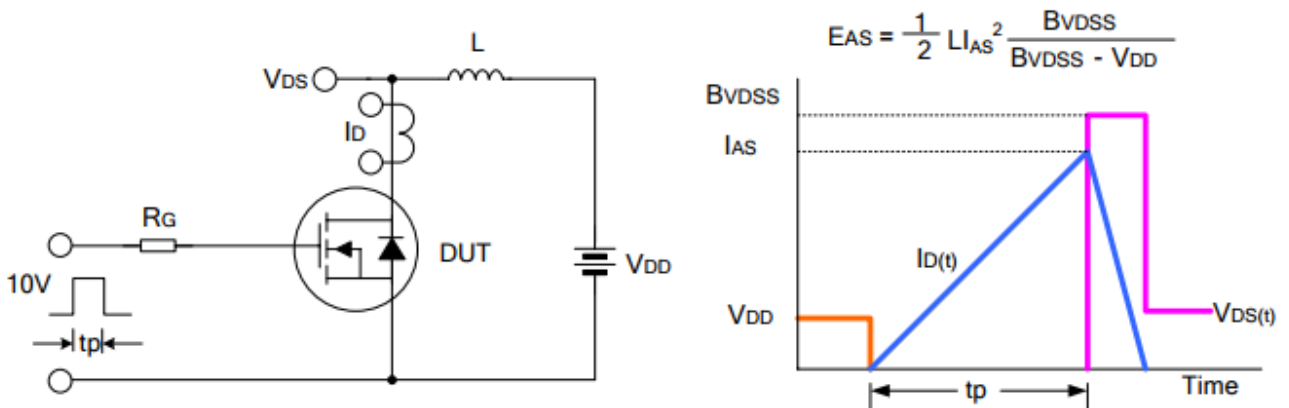 L
VDS
ID
RG
DUT
VDD
10V
tp
EAS = 1/2 LIAS² BVDSS / BVDSS - VDD
BVDSS
IAS
ID(t)
VDD
VDS(t)
tp
Time